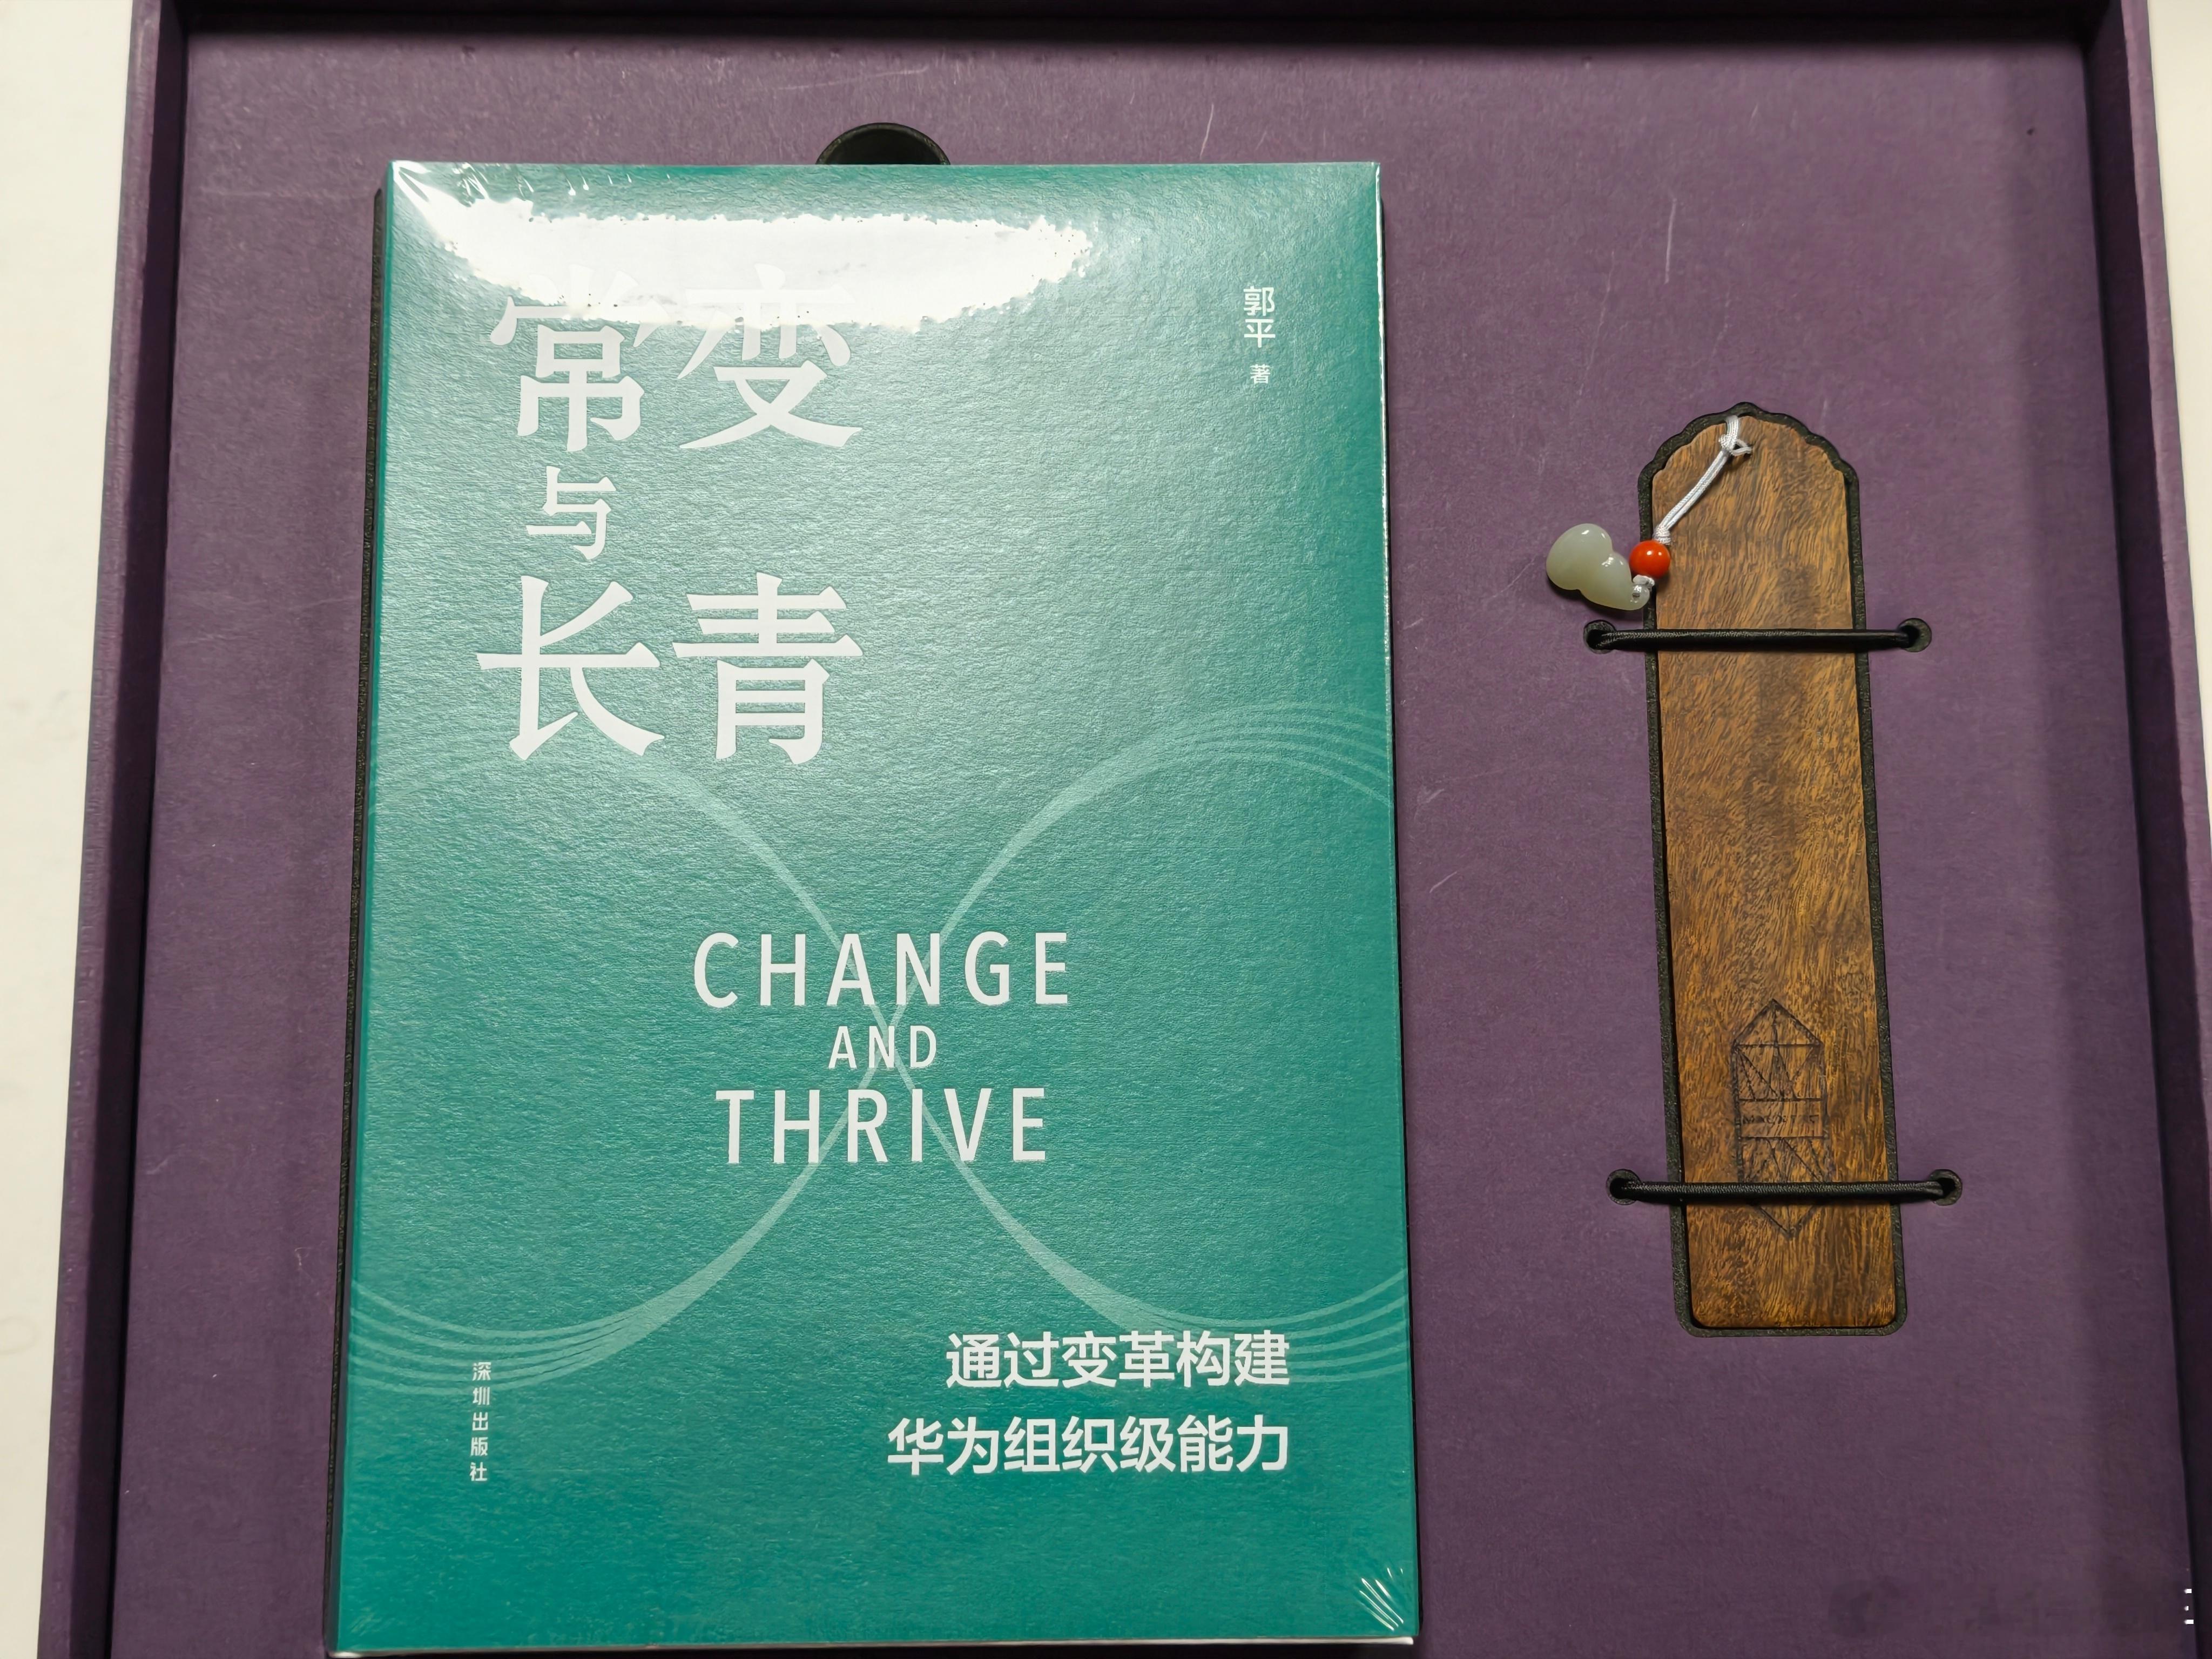 常变
与
长青
郭平 著
CHANGE
AND
THRIVE
通过变革构建
华为组织级能力
深圳出版社